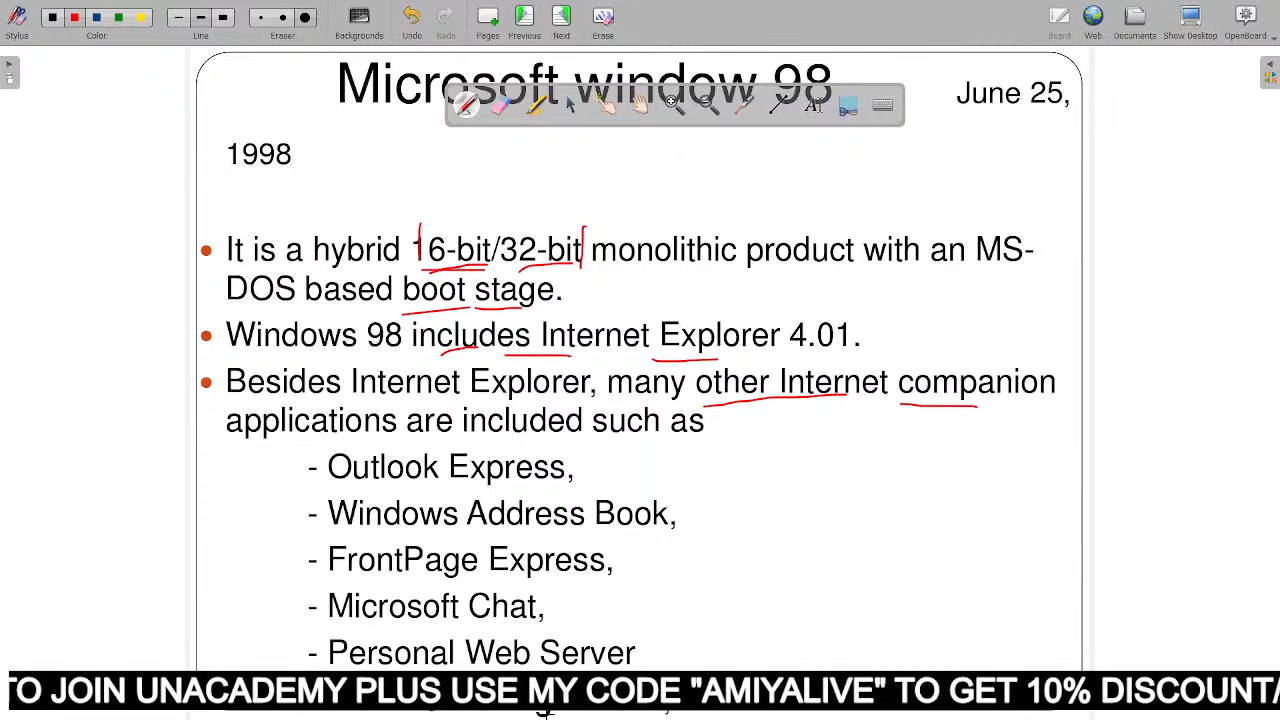 Stylus
Color
Line
Eraser
Backgrounds
Undo
Redo
Pages
Previous
Next
Erase
Board
Web
Documents
Show Desktop
OpenBoard
Microsoft window 98 June 25,
1998
• It is a hybrid 16-bit/32-bit monolithic product with an MS-
DOS based boot stage.
• Windows 98 includes Internet Explorer 4.01.
• Besides Internet Explorer, many other Internet companion
applications are included such as
- Outlook Express,
- Windows Address Book,
- FrontPage Express,
- Microsoft Chat,
- Personal Web Server
TO JOIN UNACADEMY PLUS USE MY CODE "AMIYALIVE" TO GET 10% DISCOUNT